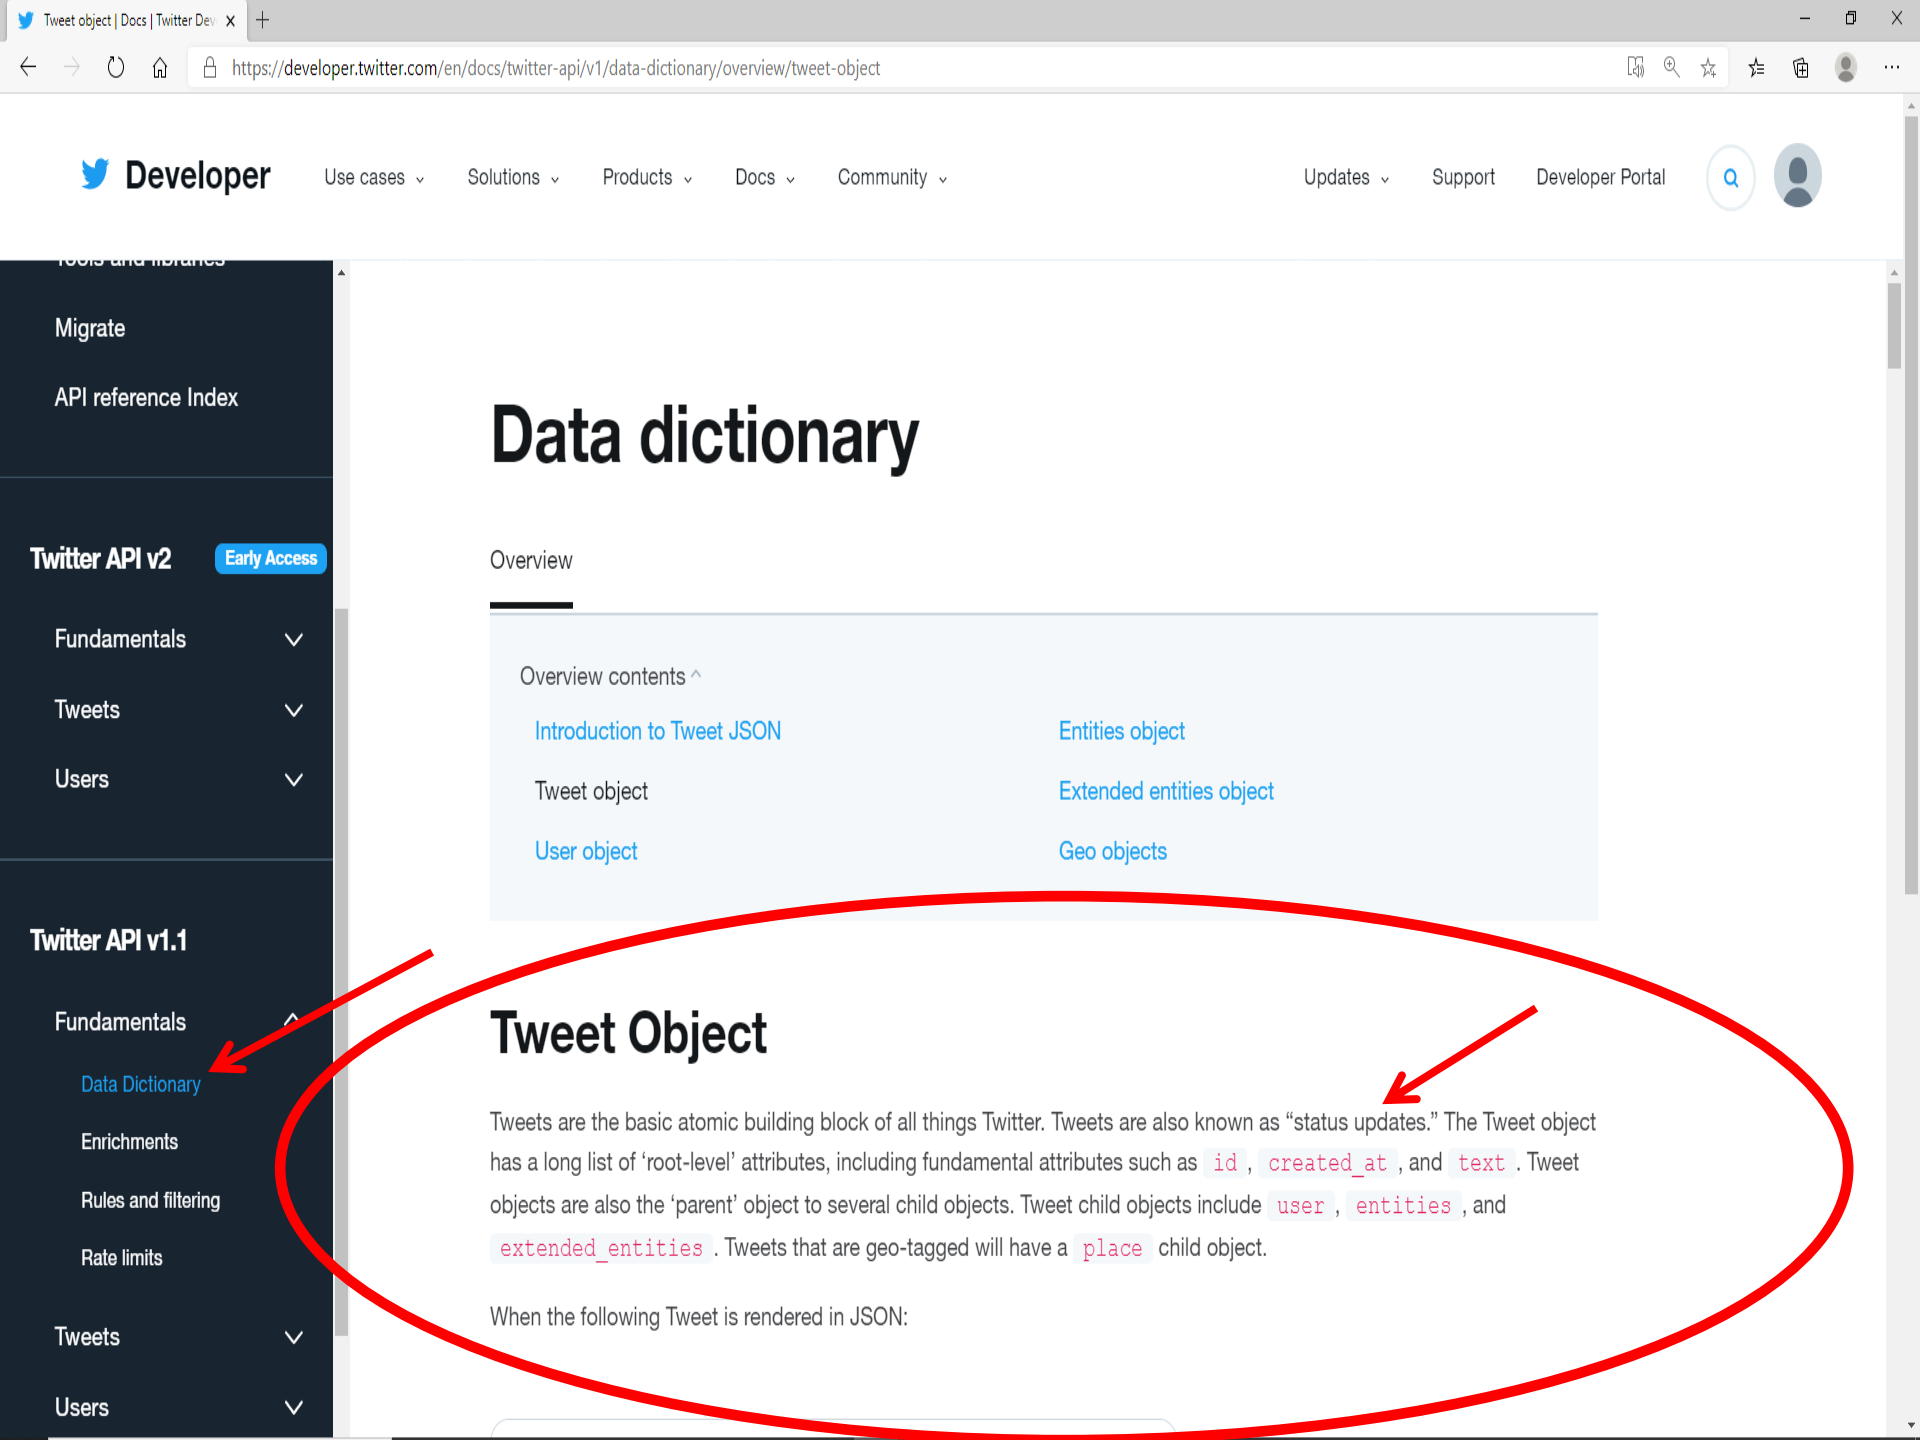 Tweet object | Docs | Twitter Dev
https://developer.twitter.com/en/docs/twitter-api/v1/data-dictionary/overview/tweet-object
Developer
Use cases
Solutions
Products
Docs
Community
Updates
Support
Developer Portal
Tools and libraries
Migrate
API reference Index
Twitter API v2
Early Access
Fundamentals
Tweets
Users
Twitter API v1.1
Fundamentals
Data Dictionary
Enrichments
Rules and filtering
Rate limits
Tweets
Users
Data dictionary
Overview
Overview contents
Introduction to Tweet JSON
Entities object
Tweet object
Extended entities object
User object
Geo objects
Tweet Object
Tweets are the basic atomic building block of all things Twitter. Tweets are also known as “status updates.” The Tweet object
has a long list of ‘root-level’ attributes, including fundamental attributes such as id , created_at , and text . Tweet
objects are also the ‘parent’ object to several child objects. Tweet child objects include user , entities , and
extended_entities . Tweets that are geo-tagged will have a place child object.
When the following Tweet is rendered in JSON: